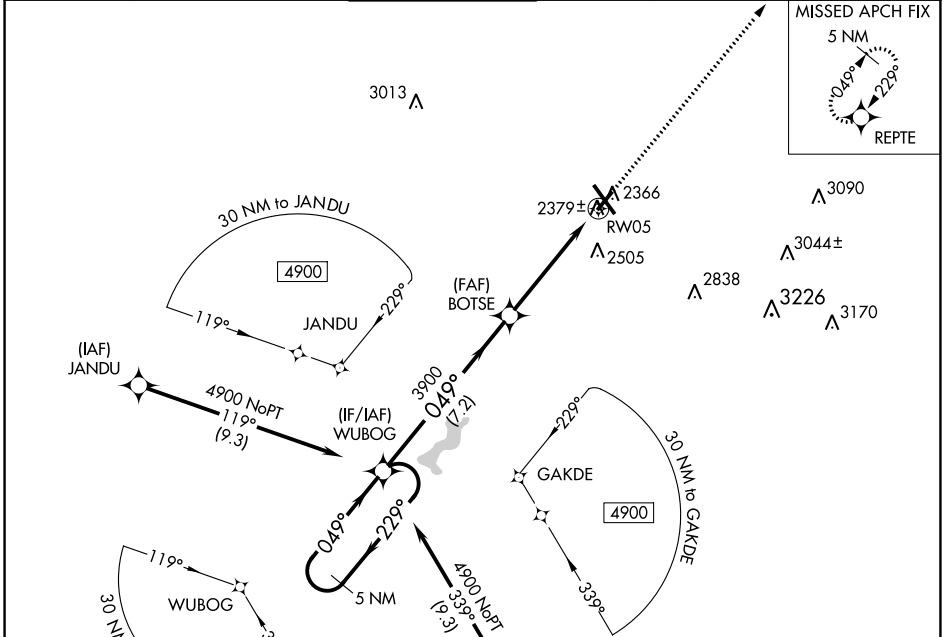 MISSED APCH FIX
5 NM
049°
229°
REPTE
3013
30 NM to JANDU
4900
229°
119°
JANDU
2379±
2366
RW05
2505
3090
3044±
2838
3226
3170
(FAF)
BOTSE
(IAF)
JANDU
4900 NoPT
119°
(9.3)
3900
049°
(7.2)
(IF/IAF)
WUBOG
049°
229°
5 NM
229°
GAKDE
4900
30 NM to GAKDE
339°
4900 NoPT
339°
(9.3)
119°
WUBOG
30 NM